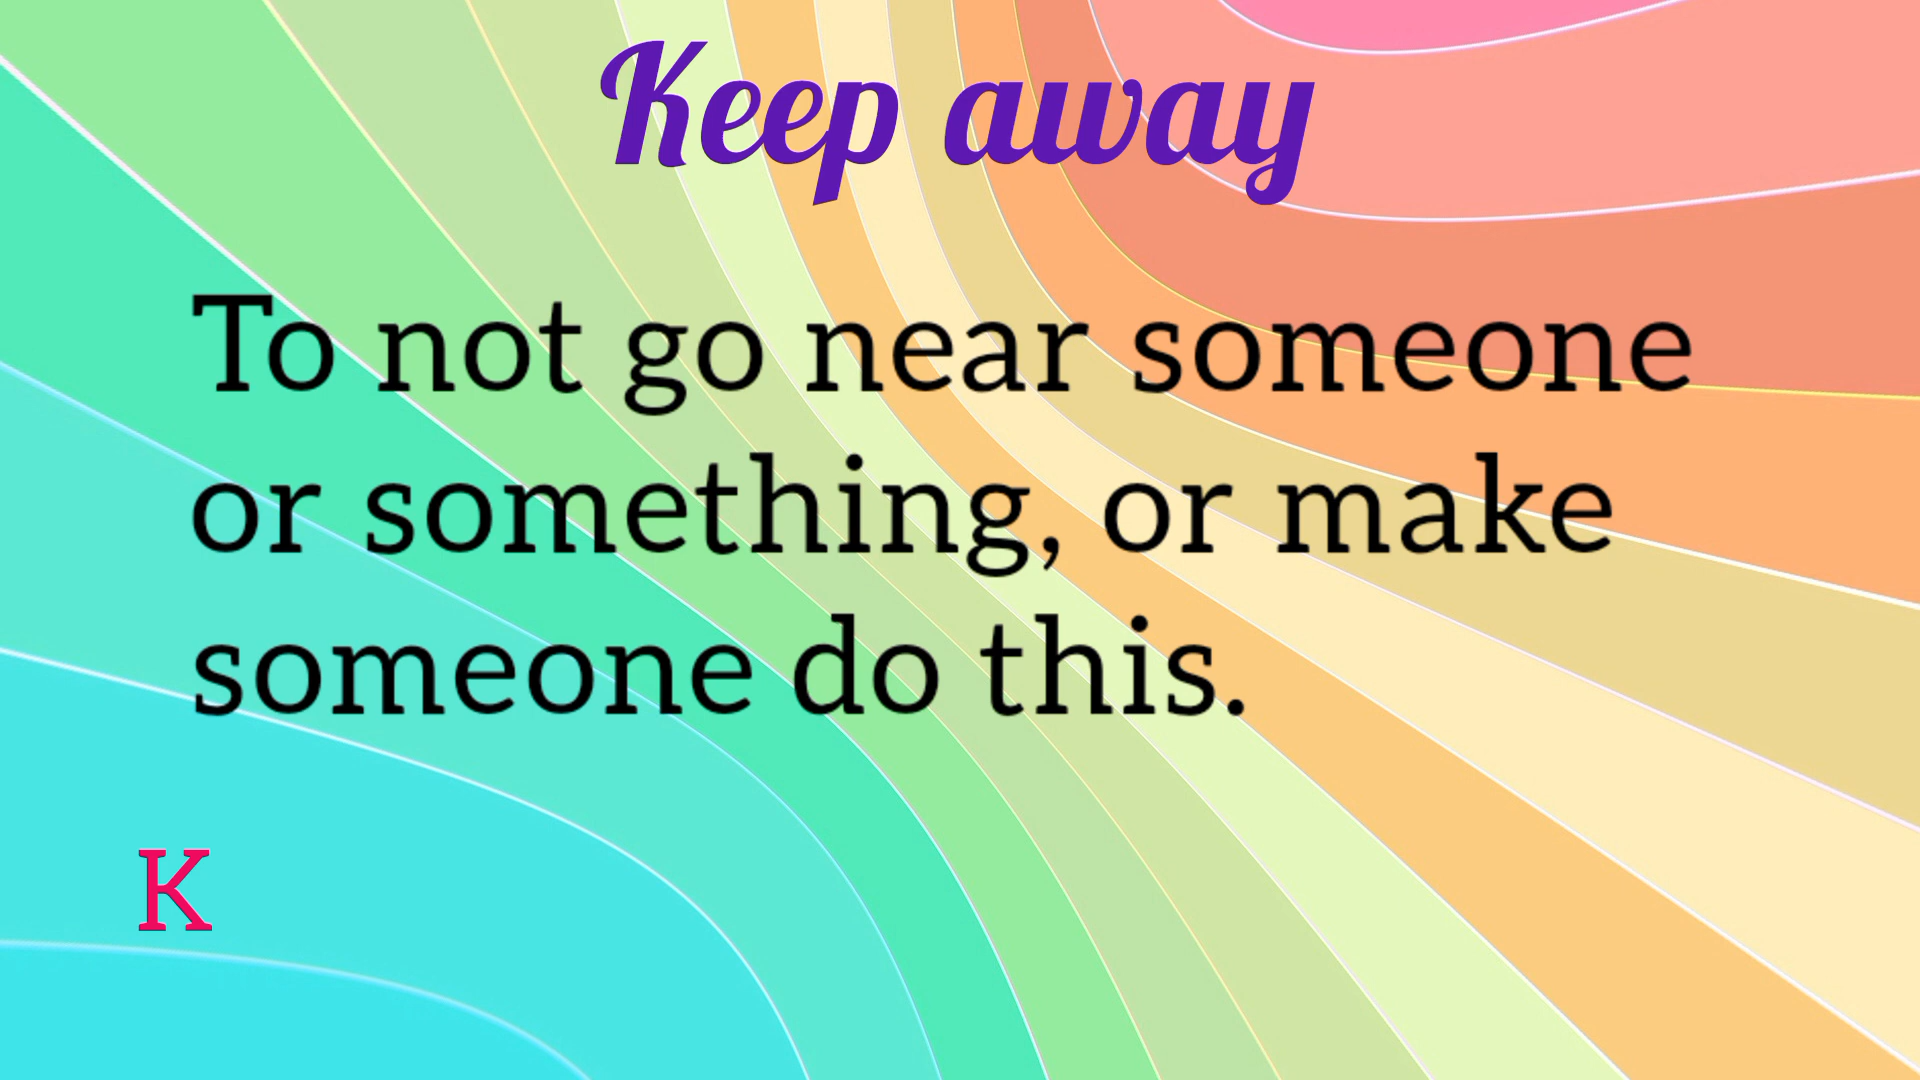 Keep away
To not go near someone
or something, or make
someone do this.
K